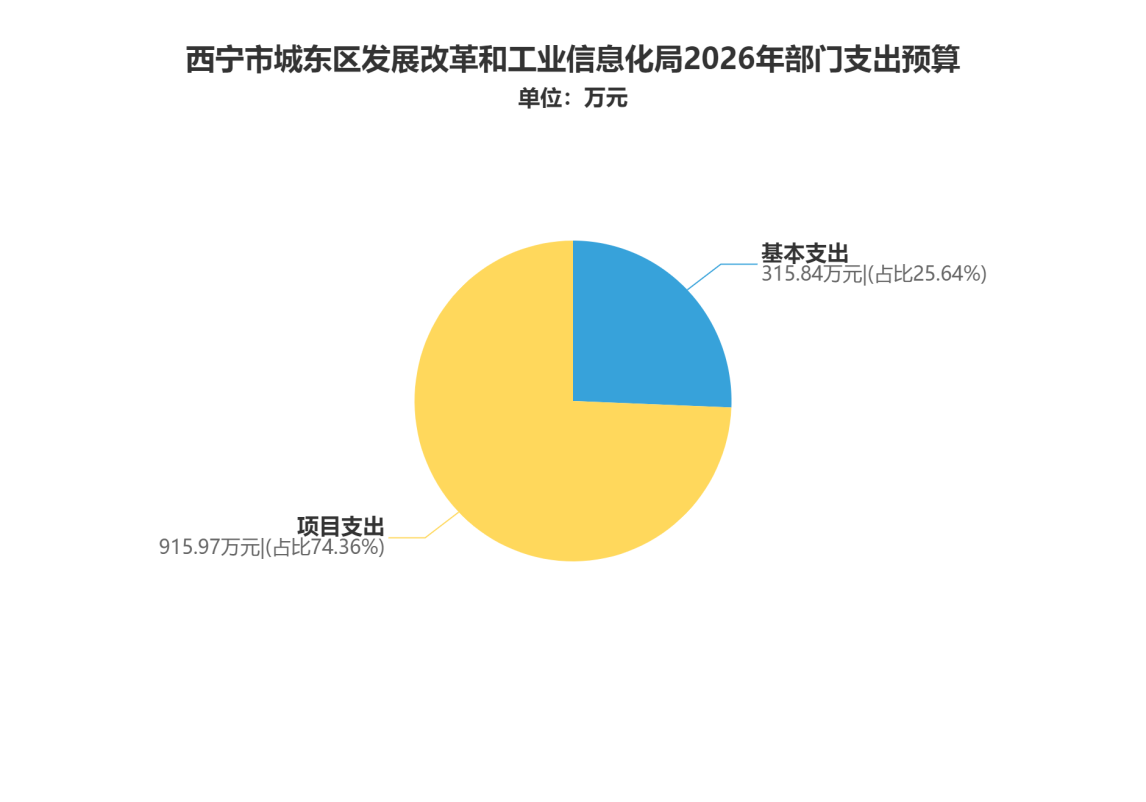 西宁市城东区发展改革和工业信息化局2026年部门支出预算
单位：万元
基本支出
315.84万元|(占比25.64%)
项目支出
915.97万元|(占比74.36%)